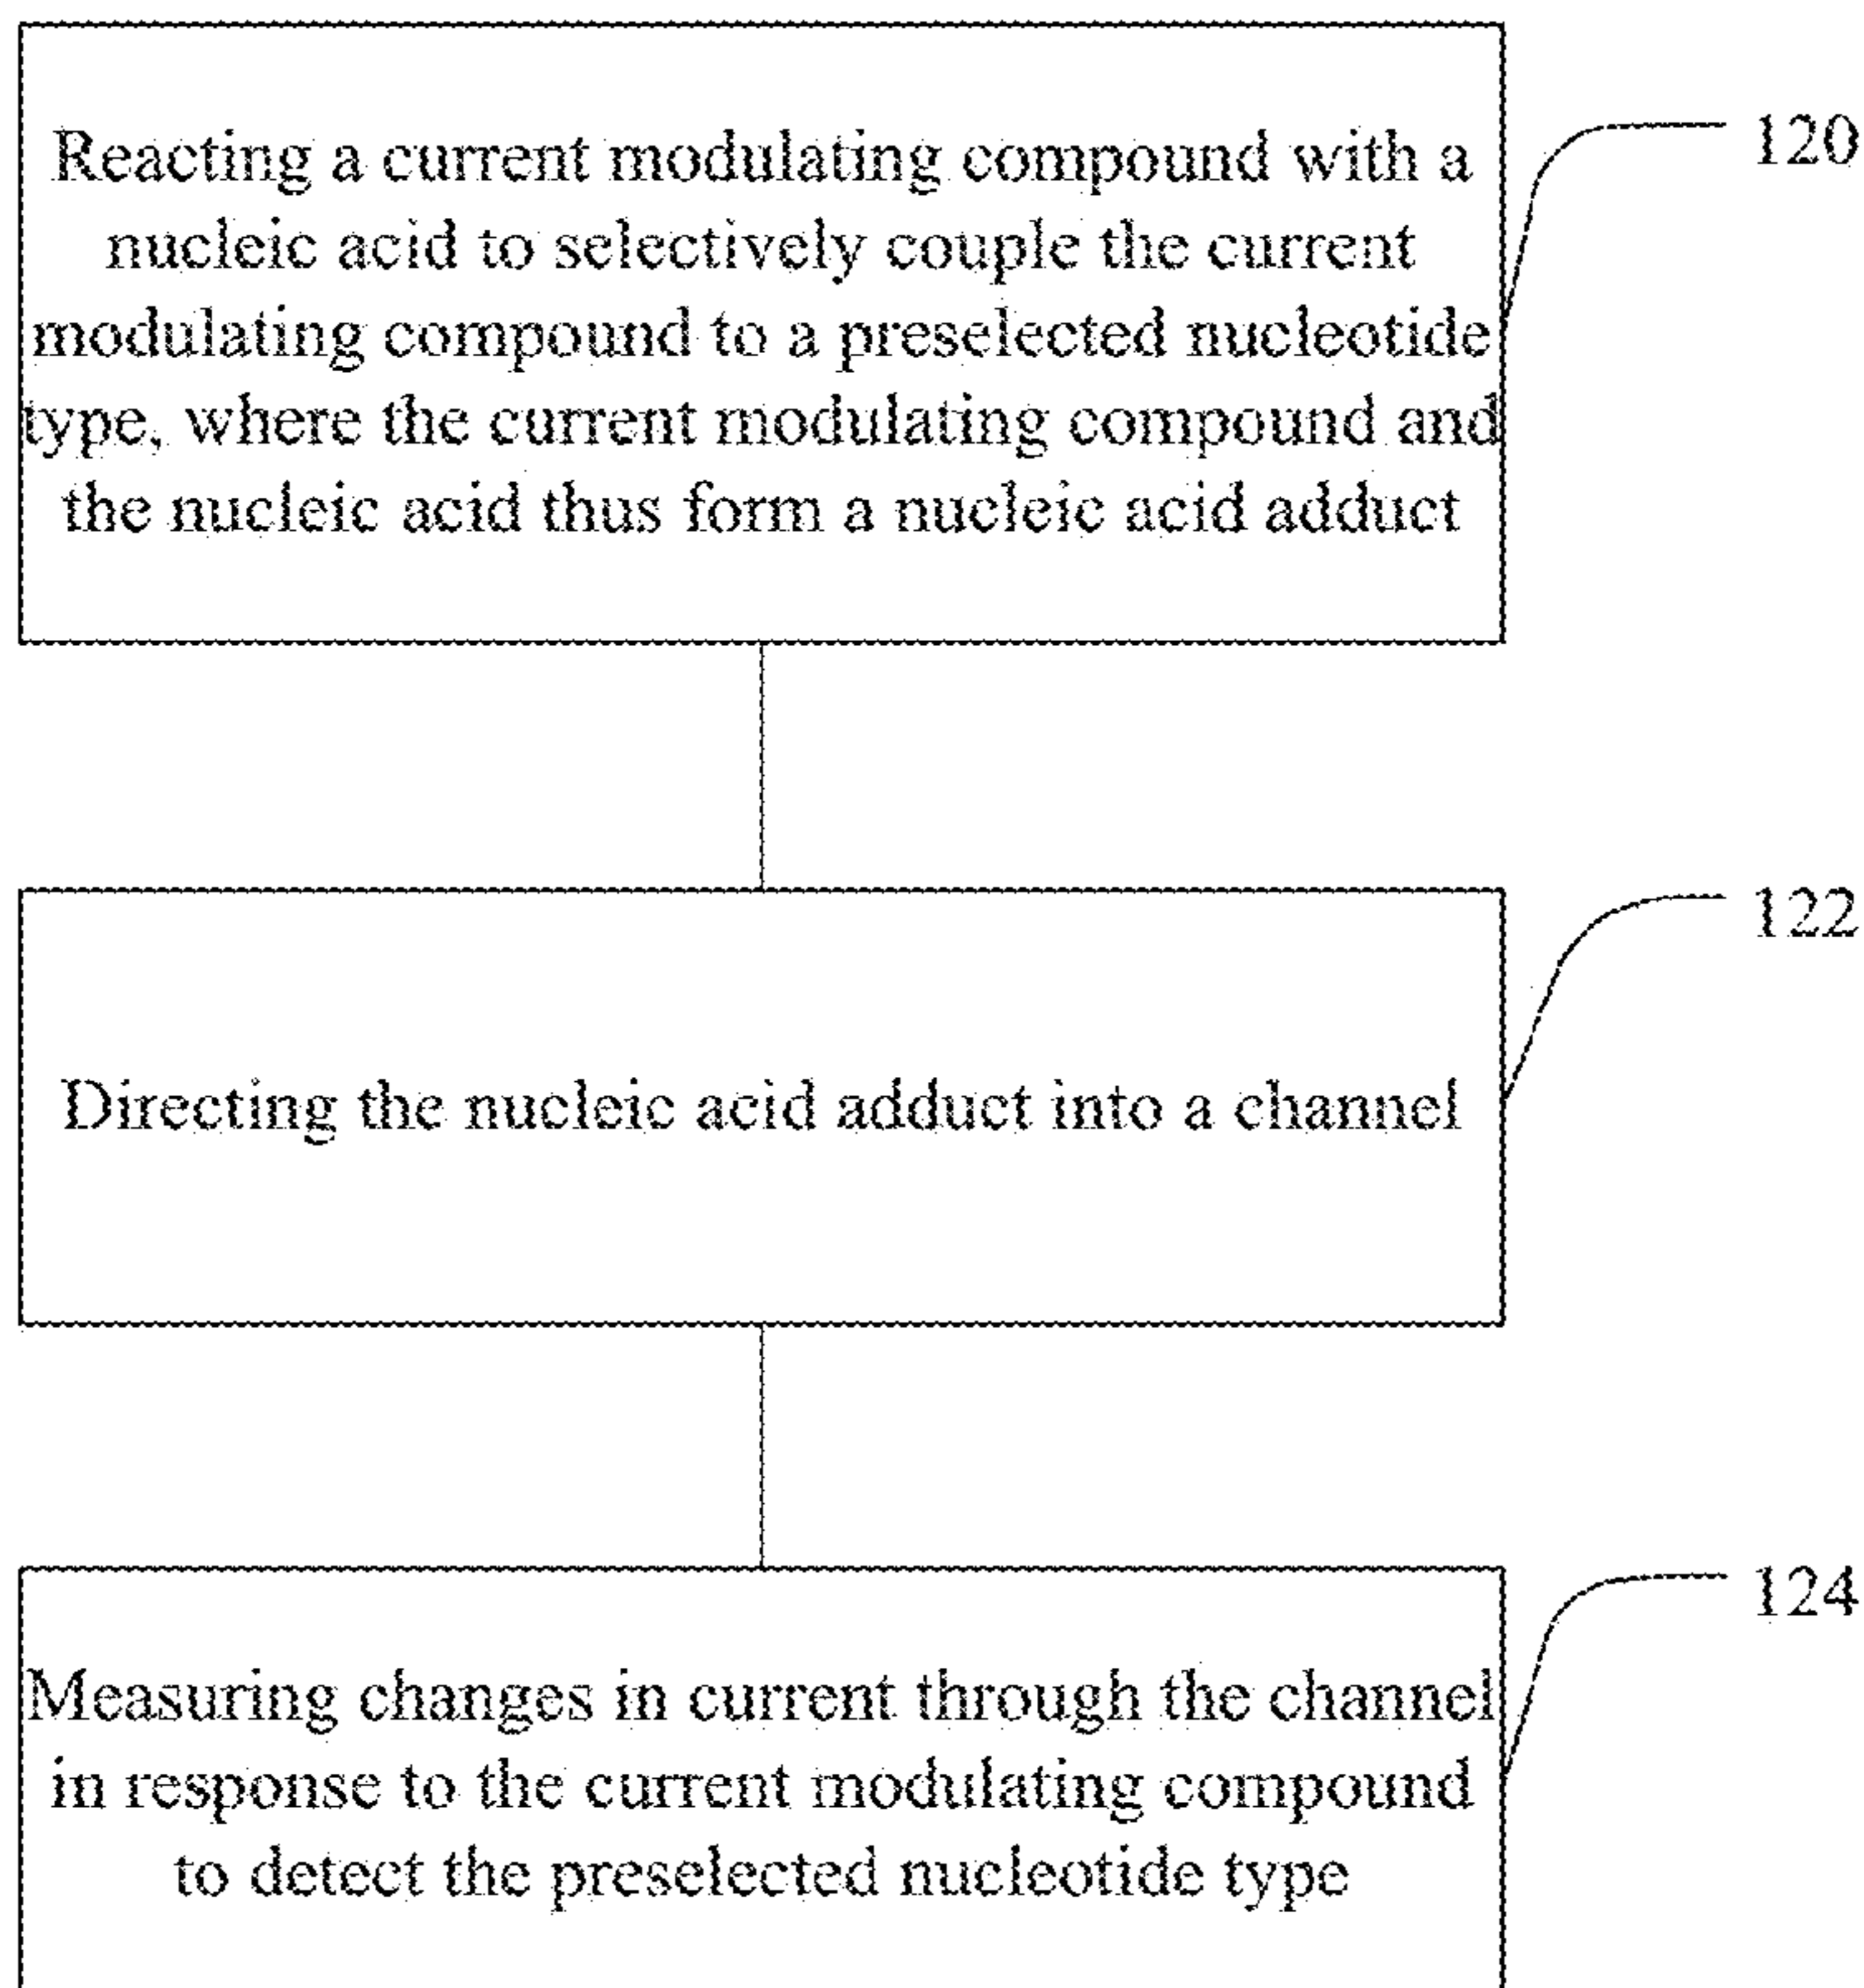 Reacting a current modulating compound with a
nucleic acid to selectively couple the current
modulating compound to a preselected nucleotide
type, where the current modulating compound and
the nucleic acid thus form a nucleic acid adduct
120
Directing the nucleic acid adduct into a channel
122
Measuring changes in current through the channel
in response to the current modulating compound
to detect the preselected nucleotide type
124